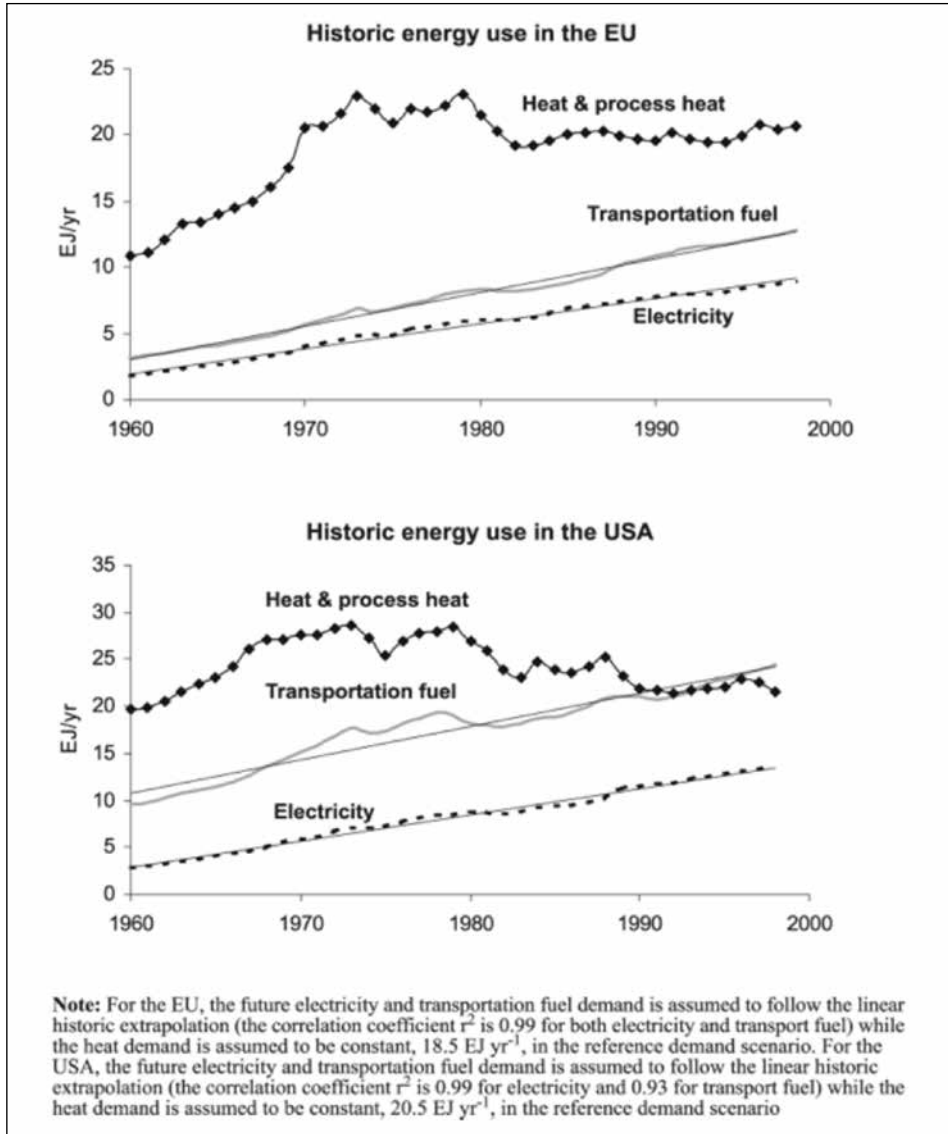 Historic energy use in the EU
25
20
15
10
5
0
EJ/yr
Heat & process heat
Transportation fuel
Electricity
1960 1970 1980 1990 2000
Historic energy use in the USA
35
30
25
20
15
10
5
0
EJ/yr
Heat & process heat
Transportation fuel
Electricity
1960 1970 1980 1990 2000
Note: For the EU, the future electricity and transportation fuel demand is assumed to follow the linear
historic extrapolation (the correlation coefficient r² is 0.99 for both electricity and transport fuel) while
the heat demand is assumed to be constant, 18.5 EJ yr⁻¹, in the reference demand scenario. For the
USA, the future electricity and transportation fuel demand is assumed to follow the linear historic
extrapolation (the correlation coefficient r² is 0.99 for electricity and 0.93 for transport fuel) while the
heat demand is assumed to be constant, 20.5 EJ yr⁻¹, in the reference demand scenario